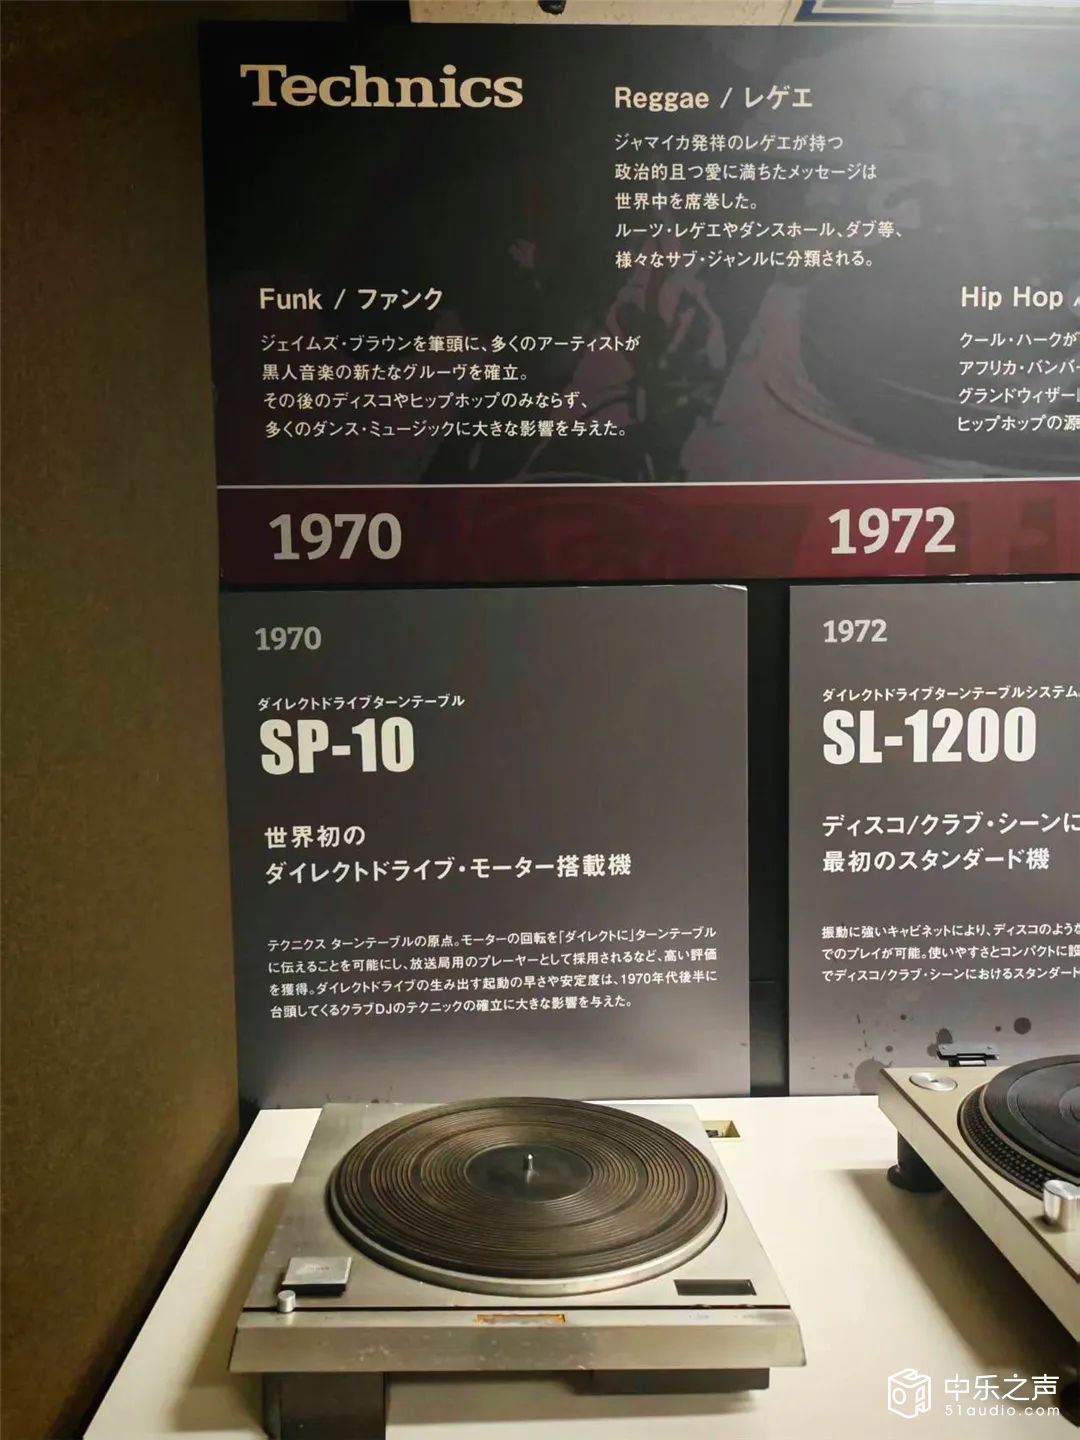 Technics
Reggae / レゲエ
ジャマイカ発祥のレゲエが持つ
政治的且つ愛に満ちたメッセージは
世界中を席巻した。
ルーツ・レゲエやダンスホール、ダブ等、
様々なサブ・ジャンルに分類される。
Funk / ファンク
ジェイムズ・ブラウンを筆頭に、多くのアーティストが
黒人音楽の新たなグルーヴを確立。
その後のディスコやヒップホップのみならず、
多くのダンス・ミュージックに大きな影響を与えた。
Hip Hop /
クール・ハークが
アフリカ・バンバ
グランドウィザー
ヒップホップの源
1970
1972
1970
ダイレクトドライブターンテーブル
SP-10
世界初の
ダイレクトドライブ・モーター搭載機
テクニクス ターンテーブルの原点。モーターの回転を「ダイレクトに」ターンテーブル
に伝えることを可能にし、放送局用のプレーヤーとして採用されるなど、高い評価
を獲得。ダイレクトドライブの生み出す起動の早さや安定度は、1970年代後半に
台頭してくるクラブDJのテクニックの確立に大きな影響を与えた。
1972
ダイレクトドライブターンテーブルシステム
SL-1200
ディスコ/クラブ・シーンに
最初のスタンダード機
振動に強いキャビネットにより、ディスコのような
でのプレイが可能。使いやすさとコンパクトに設
でディスコ/クラブ・シーンにおけるスタンダード
中乐之声
51audio.com